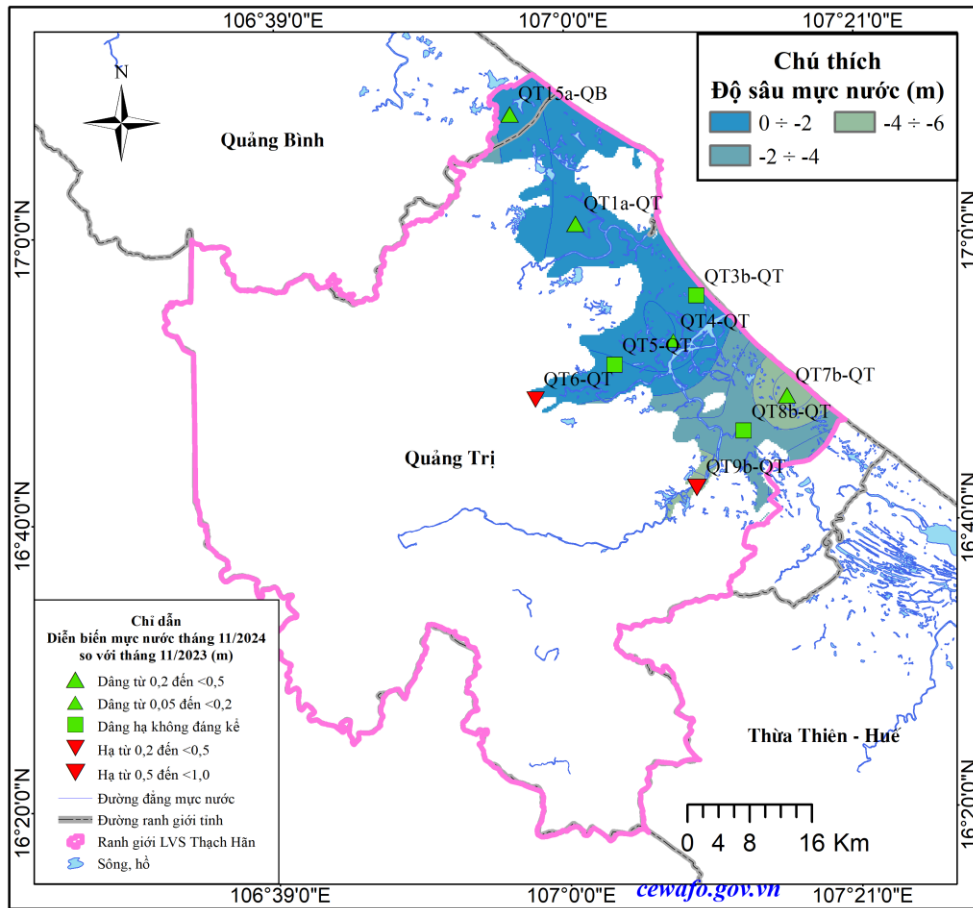 106°39'0"E 107°0'0"E 107°21'0"E
N
Chú thích
Độ sâu mực nước (m)
0 ÷ -2
-4 ÷ -6
-2 ÷ -4
QT15a-QB
Quảng Bình
QT1a-QT
17°0'0"N
17°0'0"N
QT3b-QT
QT4-QT
QT5-QT
QT6-QT
QT7b-QT
QT8b-QT
Quảng Trị
QT9b-QT
16°40'0"N
16°40'0"N
Chỉ dẫn
Diễn biến mực nước tháng 11/2024
so với tháng 11/2023 (m)
Dâng từ 0,2 đến <0,5
Dâng từ 0,05 đến <0,2
Dâng hạ không đáng kể
Hạ từ 0,2 đến <0,5
Hạ từ 0,5 đến <1,0
Đường đẳng mực nước
Đường ranh giới tỉnh
Ranh giới LVS Thạch Hãn
Sông, hồ
Thừa Thiên - Huế
16°20'0"N
16°20'0"N
0 4 8 16 Km
cewafo.gov.vn
106°39'0"E 107°0'0"E 107°21'0"E